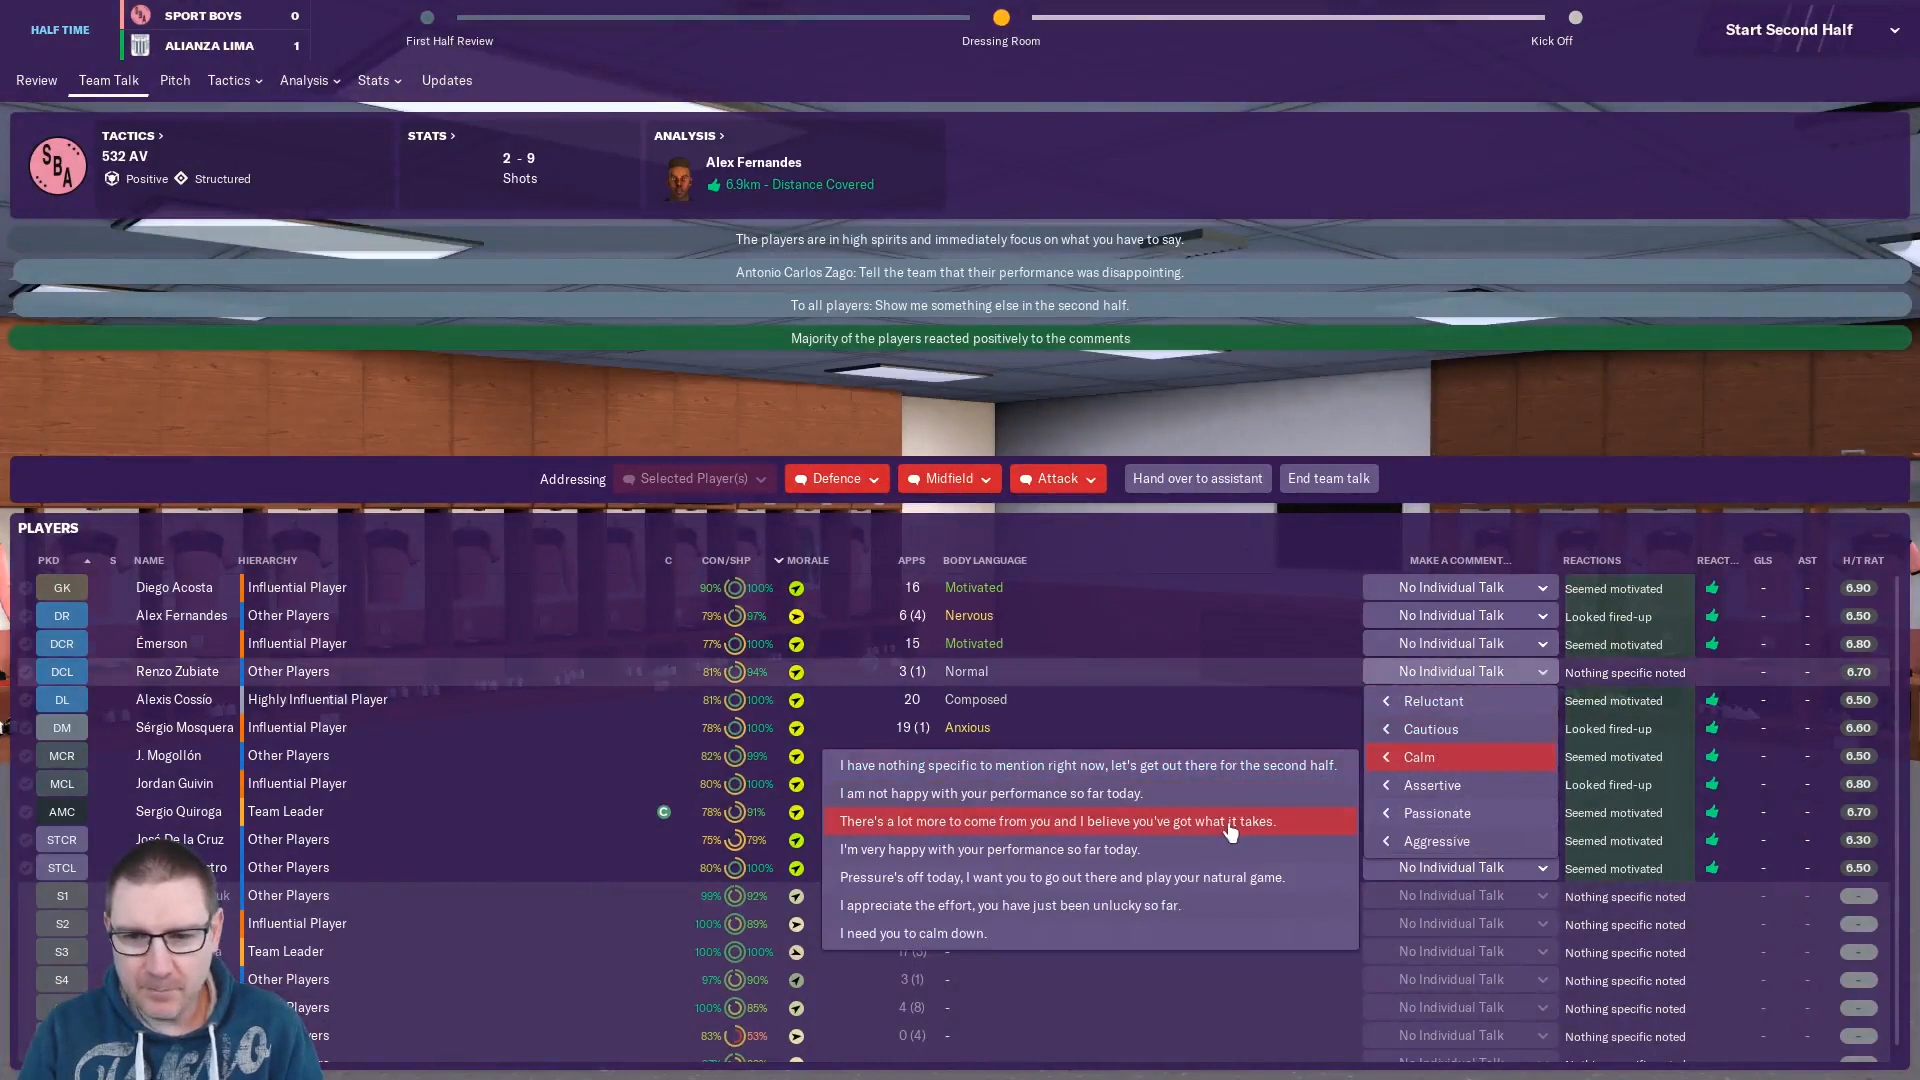 HALF TIME
SPORT BOYS 0
ALIANZA LIMA 1
First Half Review
Dressing Room
Kick Off
Start Second Half
Review Team Talk Pitch Tactics Analysis Stats Updates
SBA
TACTICS >
532 AV
Positive Structured
STATS >
2 - 9
Shots
ANALYSIS >
Alex Fernandes
6.9km - Distance Covered
The players are in high spirits and immediately focus on what you have to say.
Antonio Carlos Zago: Tell the team that their performance was disappointing.
To all players: Show me something else in the second half.
Majority of the players reacted positively to the comments
Addressing Selected Player(s) Defence Midfield Attack Hand over to assistant End team talk
PLAYERS
PKD S NAME HIERARCHY C CON/SHP MORALE APPS BODY LANGUAGE MAKE A COMMENT... REACTIONS REACT... GLS AST H/T RAT
GK Diego Acosta Influential Player 90% 100% 16 Motivated No Individual Talk Seemed motivated - - 6.90
DR Alex Fernandes Other Players 79% 97% 6 (4) Nervous No Individual Talk Looked fired-up - - 6.50
DCR Émerson Influential Player 77% 100% 15 Motivated No Individual Talk Seemed motivated - - 6.80
DCL Renzo Zubiate Other Players 81% 94% 3 (1) Normal No Individual Talk Nothing specific noted - - 6.70
DL Alexis Cossío Highly Influential Player 81% 100% 20 Composed Reluctant Seemed motivated - - 6.50
DM Sérgio Mosquera Influential Player 78% 100% 19 (1) Anxious Cautious Looked fired-up - - 6.60
MCR J. Mogollón Other Players 82% 99% Calm Seemed motivated - - 6.50
MCL Jordan Guivin Influential Player 80% 100% Assertive Looked fired-up - - 6.80
AMC Sergio Quiroga Team Leader C 78% 91% Passionate Seemed motivated - - 6.70
STCR José De la Cruz Other Players 75% 79% Aggressive Seemed motivated - - 6.30
STCL tro Other Players 80% 100% No Individual Talk Seemed motivated - - 6.50
I have nothing specific to mention right now, let's get out there for the second half.
I am not happy with your performance so far today.
There's a lot more to come from you and I believe you've got what it takes.
I'm very happy with your performance so far today.
Pressure's off today, I want you to go out there and play your natural game.
I appreciate the effort, you have just been unlucky so far.
I need you to calm down.
S1 uk Other Players 99% 92% No Individual Talk Nothing specific noted - - -
S2 Influential Player 100% 89% No Individual Talk Nothing specific noted - - -
S3 a Team Leader 100% 100% - No Individual Talk Nothing specific noted - - -
S4 Other Players 97% 90% 3 (1) - No Individual Talk Nothing specific noted - - -
Players 100% 85% 4 (8) - No Individual Talk Nothing specific noted - - -
yers 83% 53% 0 (4) - No Individual Talk Nothing specific noted - - -